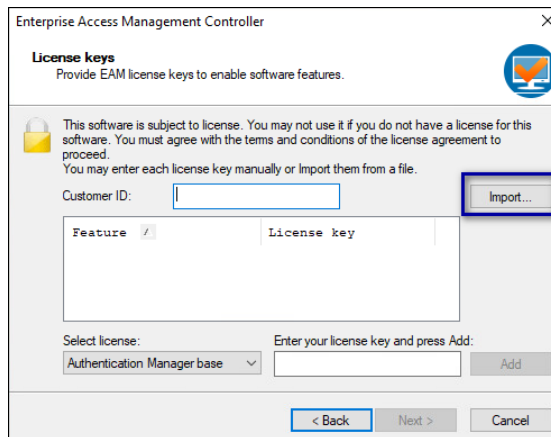 Enterprise Access Management Controller
License keys
Provide EAM license keys to enable software features.
This software is subject to license. You may not use it if you do not have a license for this
software. You must agree with the terms and conditions of the license agreement to
proceed.
You may enter each license key manually or Import them from a file.
Customer ID:
Import...
Feature / License key
Select license: Enter your license key and press Add:
Authentication Manager base Add
< Back Next > Cancel